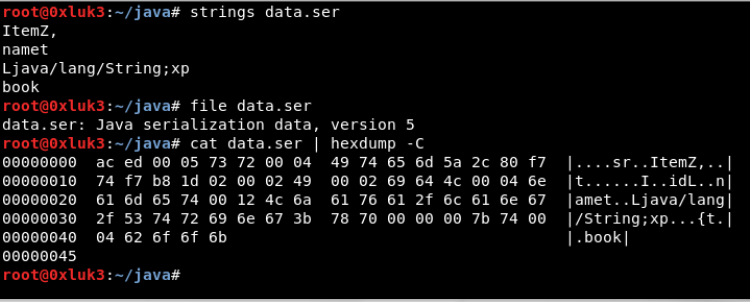 root@0xluk3:~/java# strings data.ser
ItemZ,
namet
Ljava/lang/String;xp
book
root@0xluk3:~/java# file data.ser
data.ser: Java serialization data, version 5
root@0xluk3:~/java# cat data.ser | hexdump -C
00000000  ac ed 00 05 73 72 00 04  49 74 65 6d 5a 2c 80 f7  |....sr..ItemZ,..|
00000010  74 f7 b8 1d 02 00 02 49  00 02 69 64 4c 00 04 6e  |t......I..idL..n|
00000020  61 6d 65 74 00 12 4c 6a  61 76 61 2f 6c 61 6e 67  |amet..Ljava/lang|
00000030  2f 53 74 72 69 6e 67 3b  78 70 00 00 00 7b 74 00  |/String;xp...{t.|
00000040  04 62 6f 6f 6b                                    |.book|
00000045
root@0xluk3:~/java#